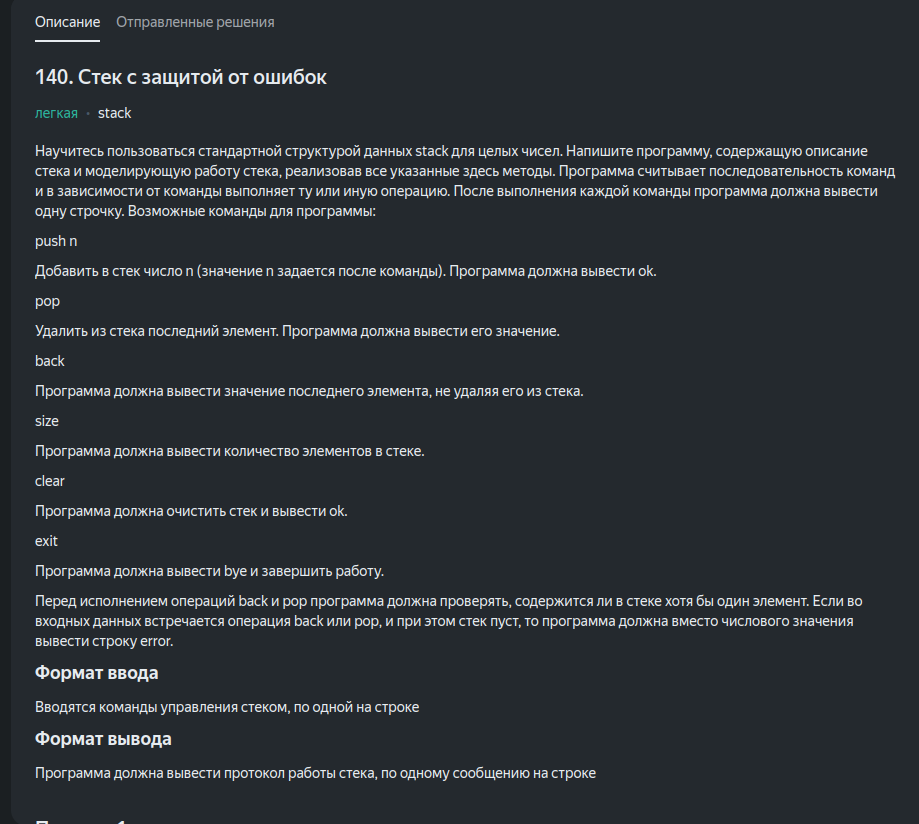 Описание Отправленные решения
140. Стек с защитой от ошибок
легкая · stack
Научитесь пользоваться стандартной структурой данных stack для целых чисел. Напишите программу, содержащую описание
стека и моделирующую работу стека, реализовав все указанные здесь методы. Программа считывает последовательность команд
и в зависимости от команды выполняет ту или иную операцию. После выполнения каждой команды программа должна вывести
одну строчку. Возможные команды для программы:
push n
Добавить в стек число n (значение n задается после команды). Программа должна вывести ok.
pop
Удалить из стека последний элемент. Программа должна вывести его значение.
back
Программа должна вывести значение последнего элемента, не удаляя его из стека.
size
Программа должна вывести количество элементов в стеке.
clear
Программа должна очистить стек и вывести ok.
exit
Программа должна вывести bye и завершить работу.
Перед исполнением операций back и pop программа должна проверять, содержится ли в стеке хотя бы один элемент. Если во
входных данных встречается операция back или pop, и при этом стек пуст, то программа должна вместо числового значения
вывести строку error.
Формат ввода
Вводятся команды управления стеком, по одной на строке
Формат вывода
Программа должна вывести протокол работы стека, по одному сообщению на строке